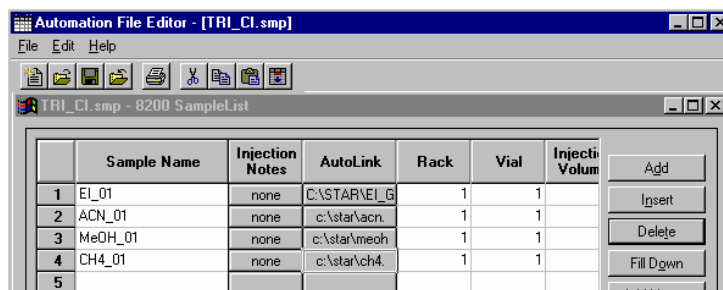 Automation File Editor - [TRI_CI.smp]
File Edit Help
TRI_CI.smp - 8200 SampleList
Sample Name Injection Notes AutoLink Rack Vial Injecti Volum
Add
1 EI_01 none C:\STAR\EI_G 1 1
Insert
2 ACN_01 none c:\star\acn. 1 1
3 MeOH_01 none c:\star\meoh 1 1
Delete
4 CH4_01 none c:\star\ch4. 1 1
Fill Down
5